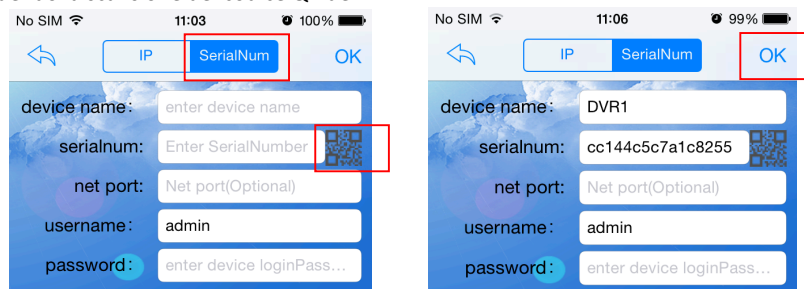 No SIM 11:03 100%
IP SerialNum OK
device name: enter device name
serialnum: Enter SerialNumber
net port: Net port(Optional)
username: admin
password: enter device loginPass...
No SIM 11:06 99%
IP SerialNum OK
device name: DVR1
serialnum: cc144c5c7a1c8255
net port: Net port(Optional)
username: admin
password: enter device loginPass...